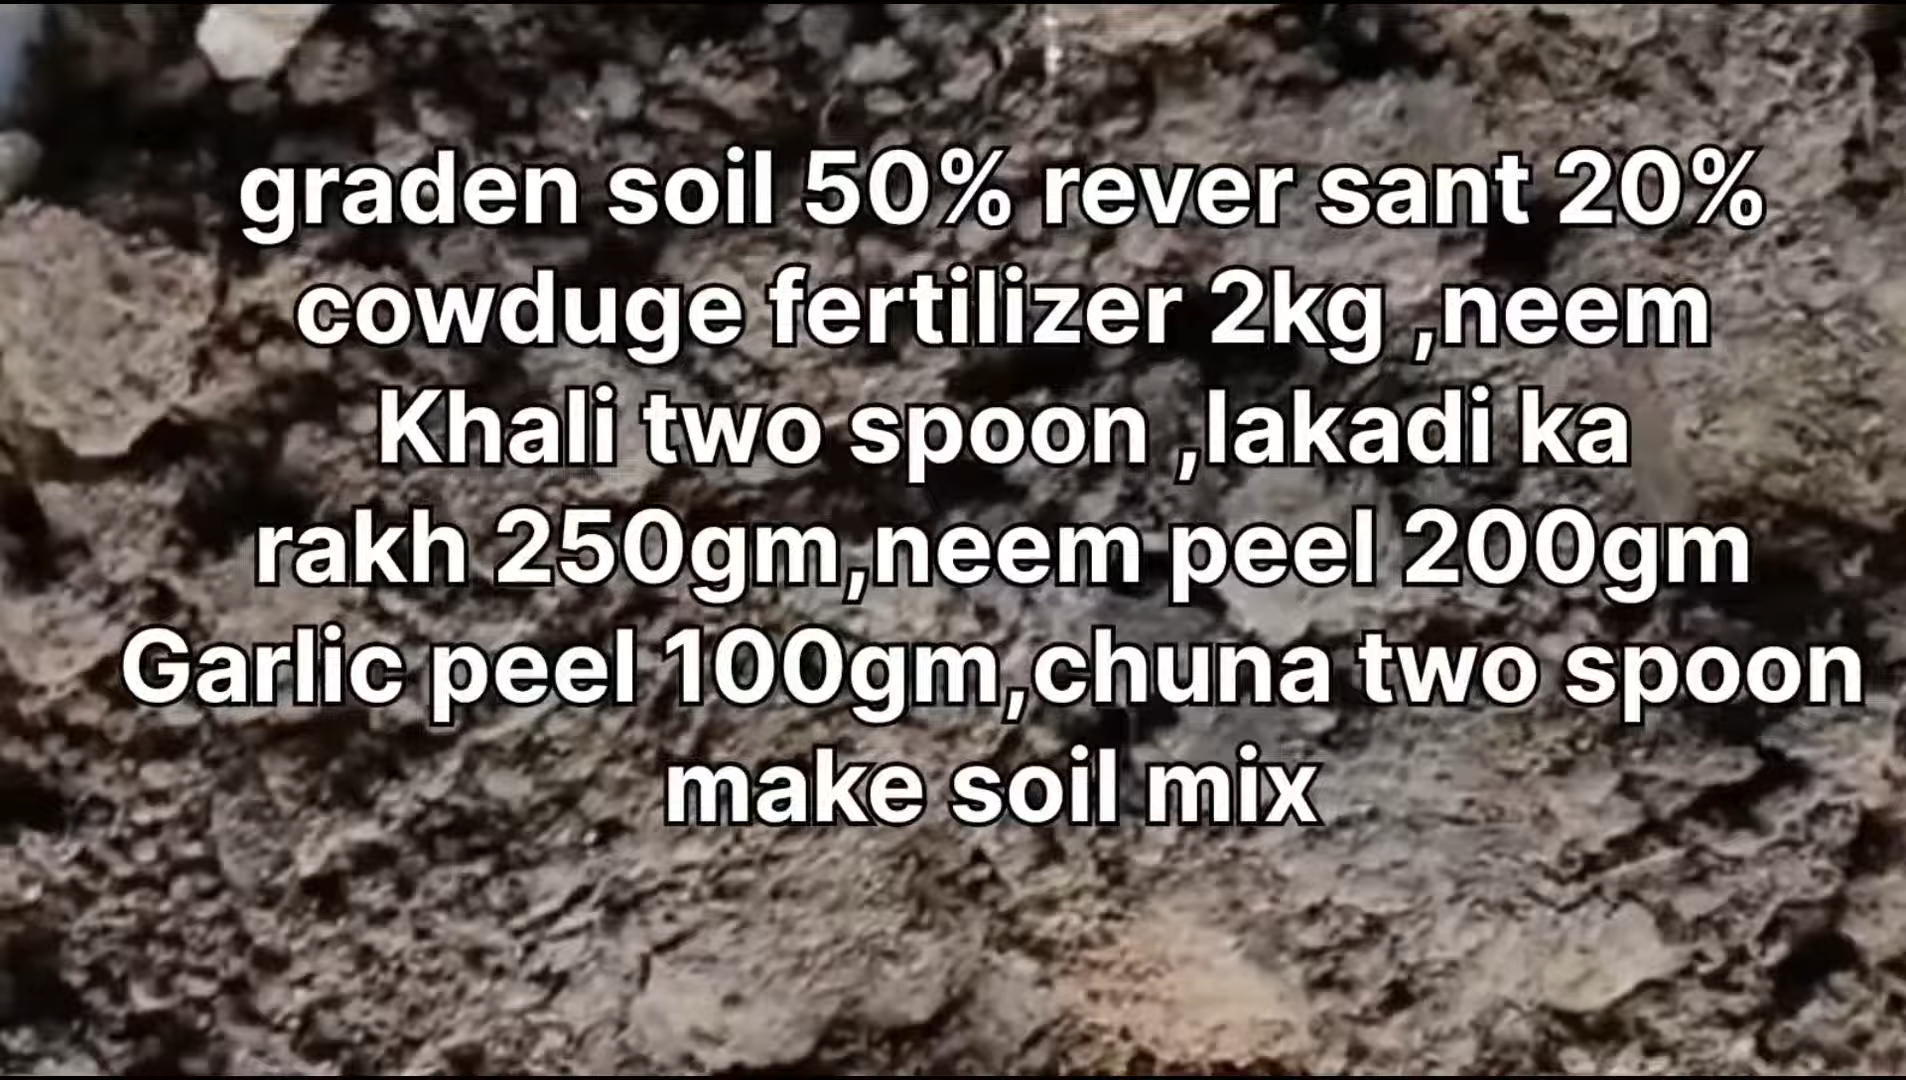 graden soil 50% rever sant 20%
cowduge fertilizer 2kg ,neem
Khali two spoon ,lakadi ka
rakh 250gm,neem peel 200gm
Garlic peel 100gm,chuna two spoon
make soil mix